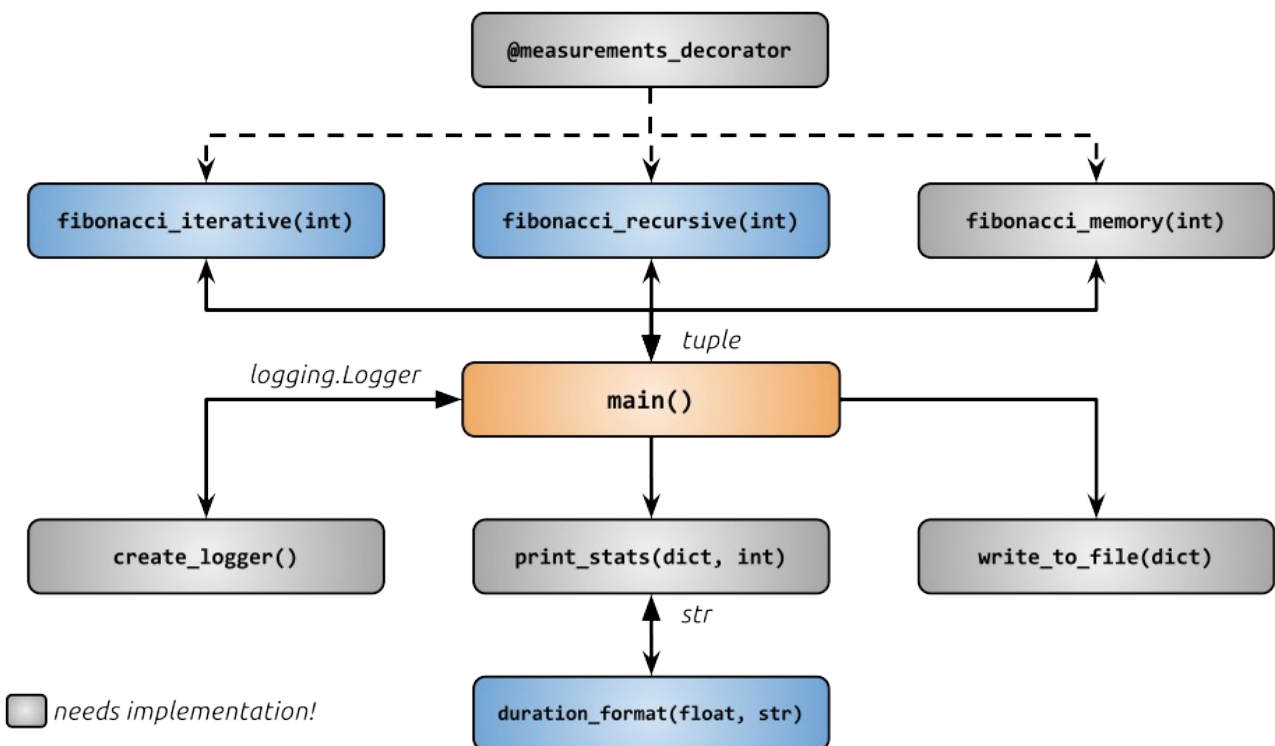 @measurements_decorator
fibonacci_iterative(int)
fibonacci_recursive(int)
fibonacci_memory(int)
tuple
logging.Logger
main()
create_logger()
print_stats(dict, int)
write_to_file(dict)
str
duration_format(float, str)
needs implementation!